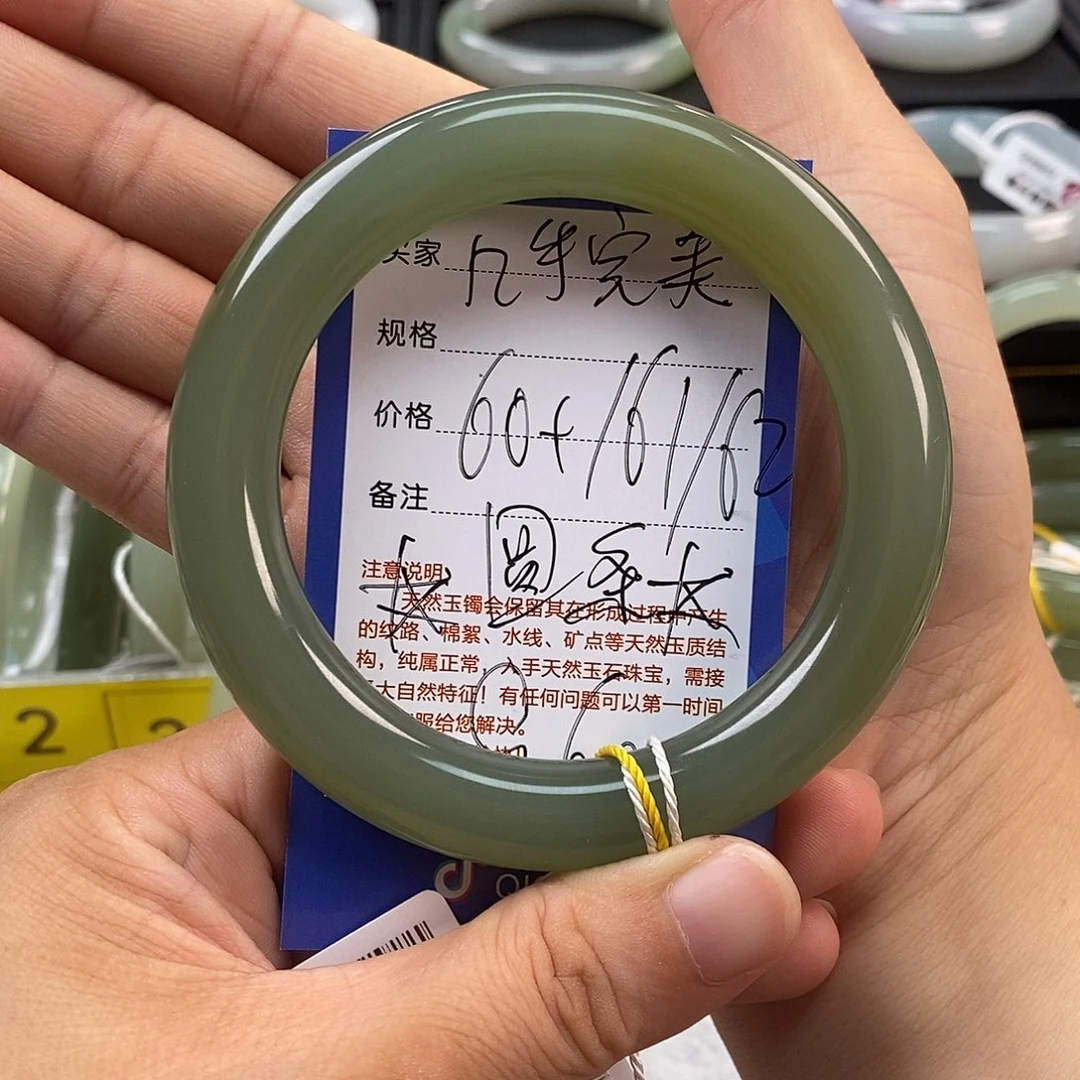 买家 几乎完美
规格
价格 60+/61/62
备注 圆条
注意说明
天然玉镯会保留其在形成过程中产生
的纹路、棉絮、水线、矿点等天然玉质结
构，纯属正常，入手天然玉石珠宝，需接
大自然特征！有任何问题可以第一时间
服给您解决。
2
2